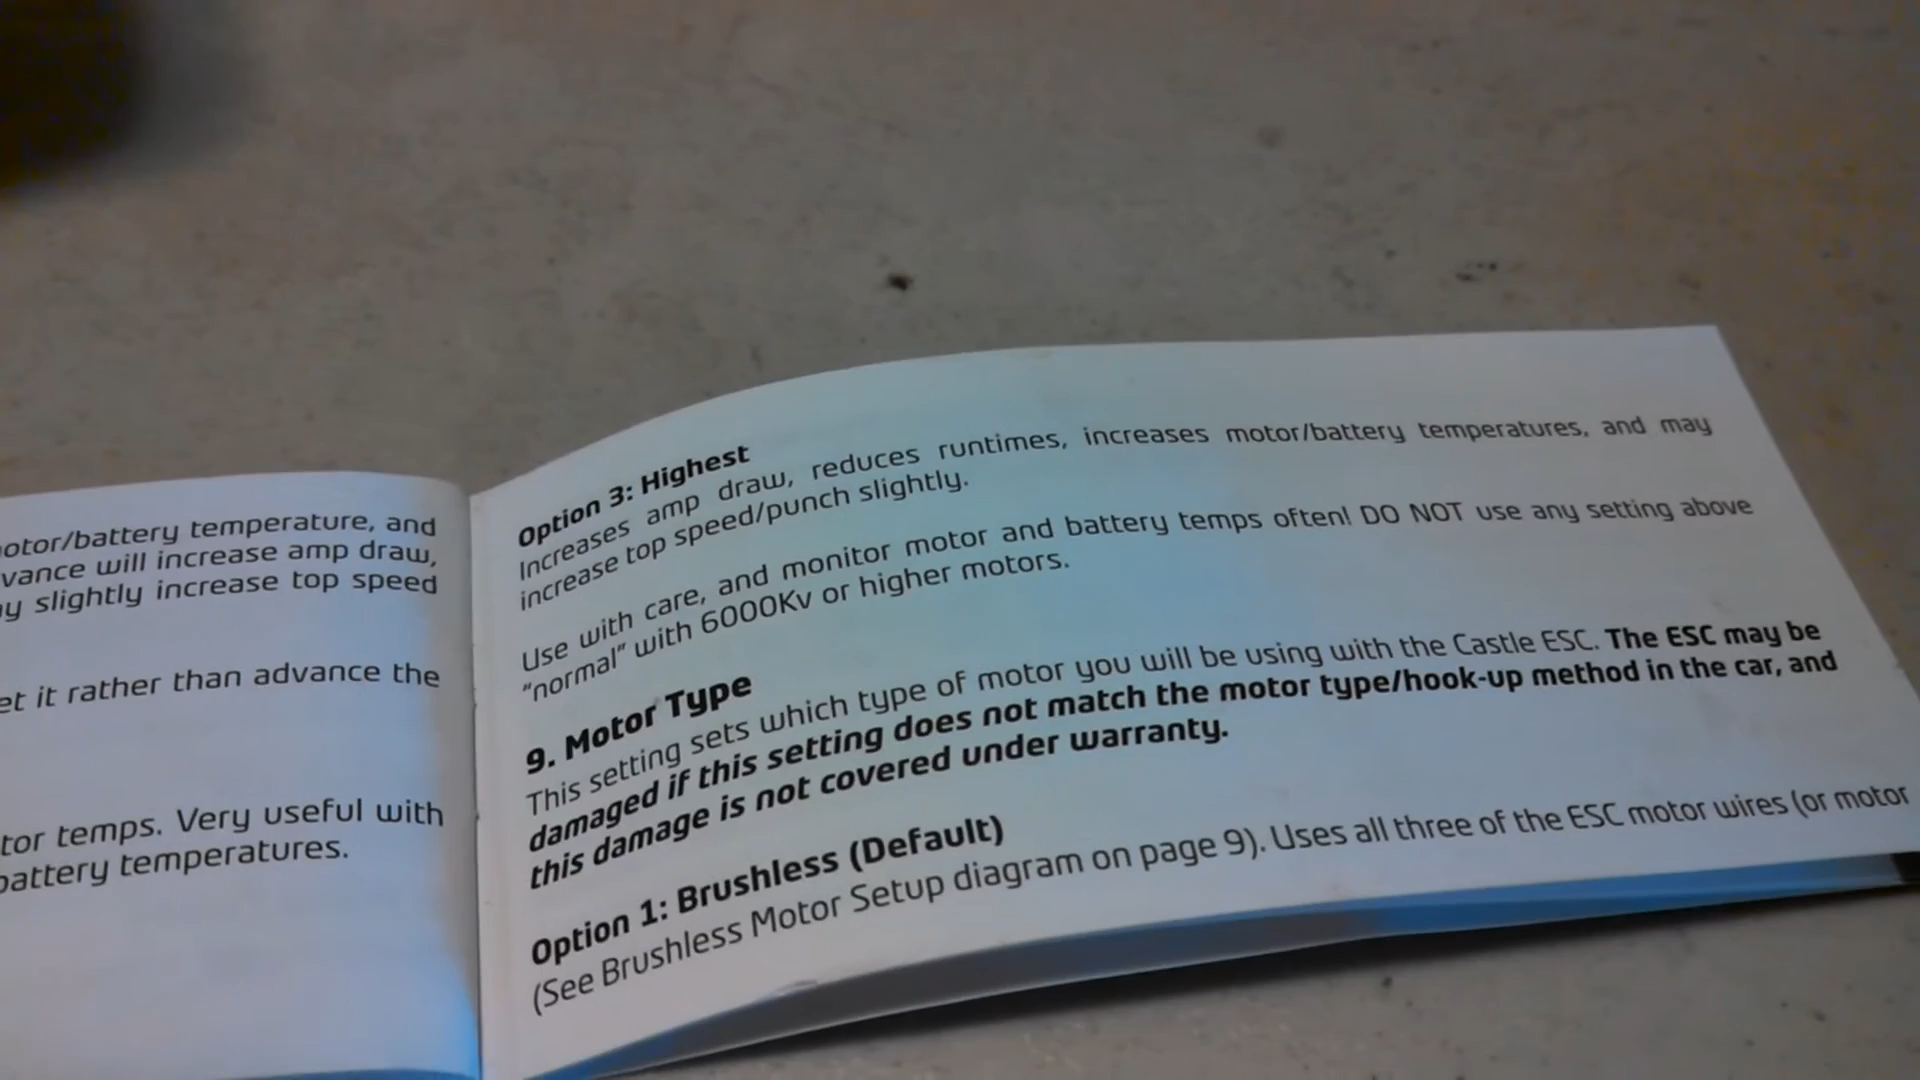 motor/battery temperature, and
vance will increase amp draw,
slightly increase top speed
it rather than advance the
temps. Very useful with
battery temperatures.
Option 3: Highest
Increases amp draw, reduces runtimes, increases motor/battery temperatures, and may
increase top speed/punch slightly.
Use with care, and monitor motor and battery temps often! DO NOT use any setting above
"normal" with 6000Kv or higher motors.
9. Motor Type
This setting sets which type of motor you will be using with the Castle ESC. The ESC may be
damaged if this setting does not match the motor type/hook-up method in the car, and
this damage is not covered under warranty.
Option 1: Brushless (Default)
(See Brushless Motor Setup diagram on page 9). Uses all three of the ESC motor wires (or motor